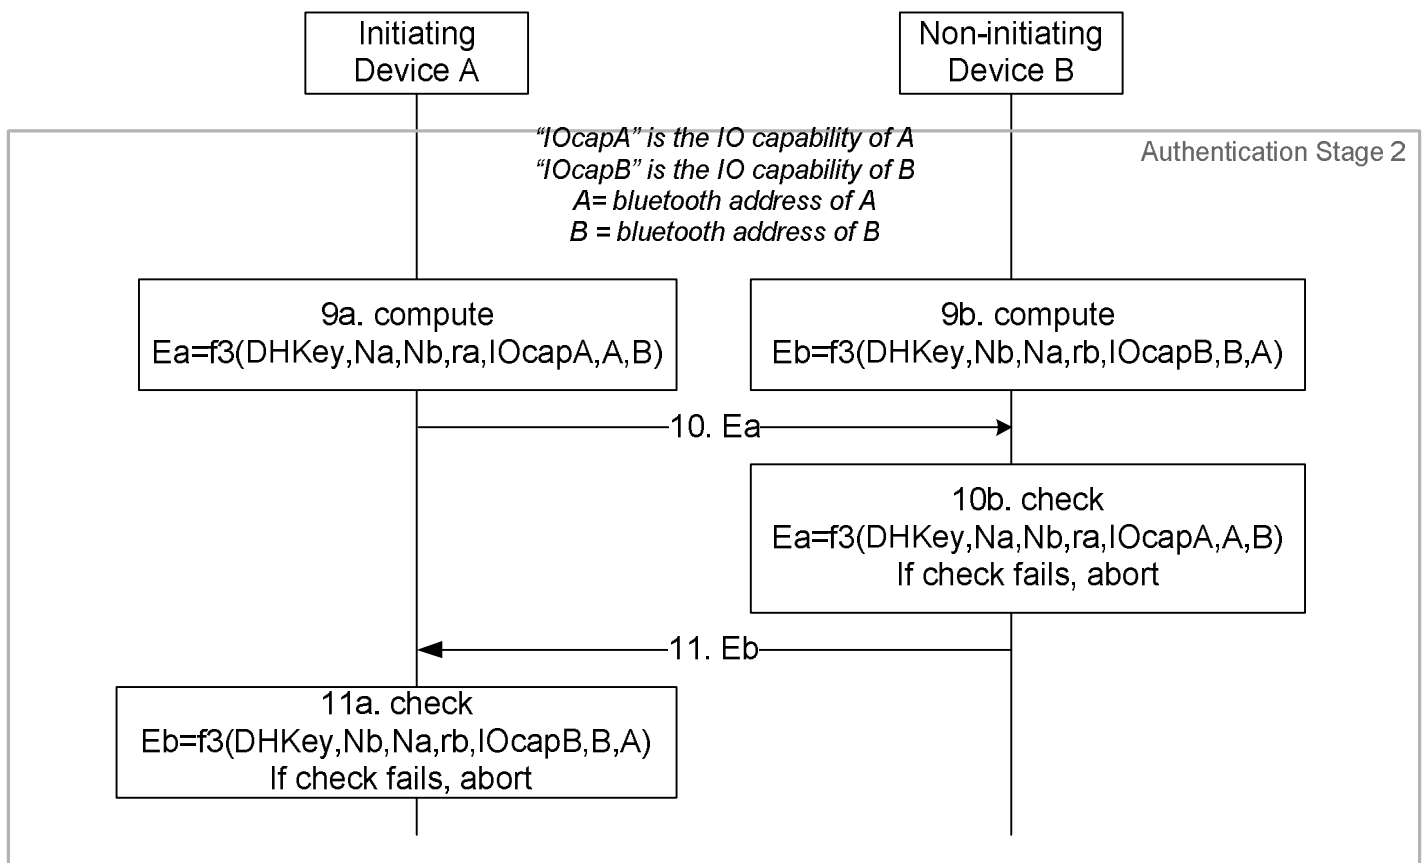 Initiating
Device A
Non-initiating
Device B
“IOcapA” is the IO capability of A
“IOcapB” is the IO capability of B
A= bluetooth address of A
B = bluetooth address of B
Authentication Stage 2
9a. compute
Ea=f3(DHKey,Na,Nb,ra,IOcapA,A,B)
9b. compute
Eb=f3(DHKey,Nb,Na,rb,IOcapB,B,A)
10. Ea
10b. check
Ea=f3(DHKey,Na,Nb,ra,IOcapA,A,B)
If check fails, abort
11. Eb
11a. check
Eb=f3(DHKey,Nb,Na,rb,IOcapB,B,A)
If check fails, abort